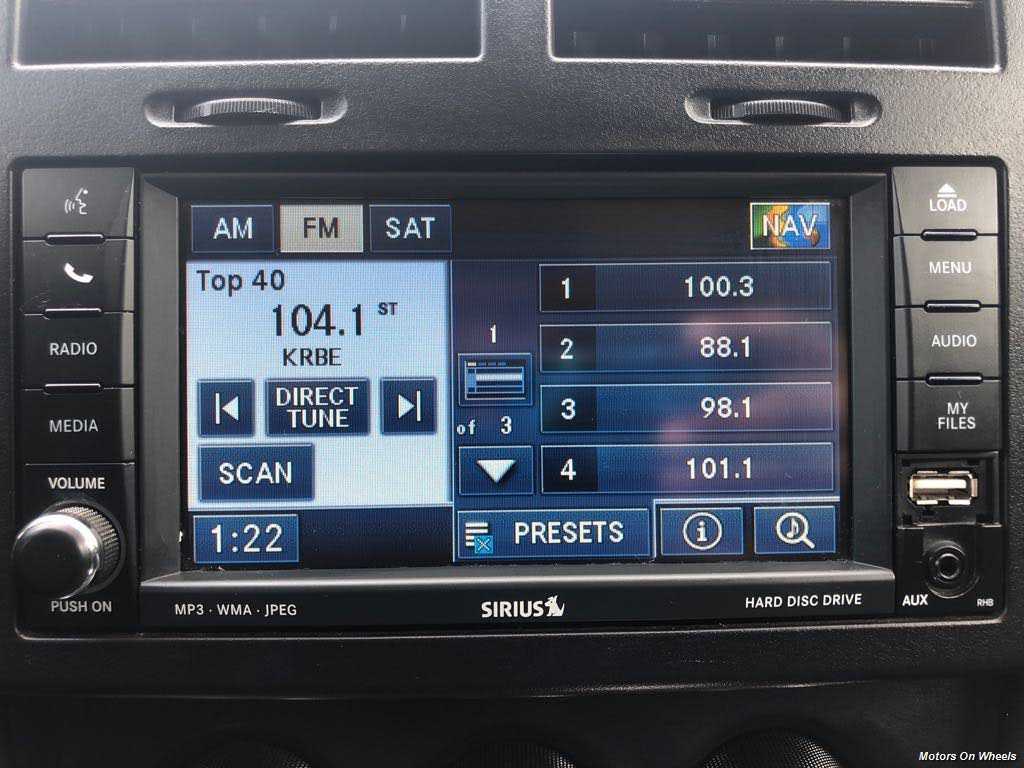 AM FM SAT NAV
LOAD
Top 40
104.1 ST
KRBE
DIRECT
TUNE
SCAN
1:22
1
of 3
1 100.3
2 88.1
3 98.1
4 101.1
PRESETS
i
RADIO
MEDIA
VOLUME
PUSH ON
MENU
AUDIO
MY
FILES
AUX
RHB
MP3 · WMA · JPEG
SIRIUS
HARD DISC DRIVE
Motors On Wheels